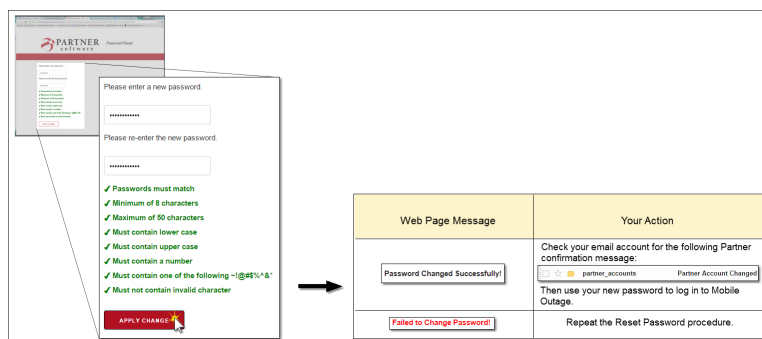 PARTNER
software
Password Reset
Please enter a new password.
••••••••••••
Please re-enter the new password.
••••••••••••
✓ Passwords must match
✓ Minimum of 8 characters
✓ Maximum of 50 characters
✓ Must contain lower case
✓ Must contain upper case
✓ Must contain a number
✓ Must contain one of the following ~!@#$%^&*
✓ Must not contain invalid character
APPLY CHANGE
Web Page Message
Your Action
Password Changed Successfully!
Check your email account for the following Partner
confirmation message:
partner_accounts Partner Account Changed
Then use your new password to log in to Mobile
Outage.
Failed to Change Password!
Repeat the Reset Password procedure.